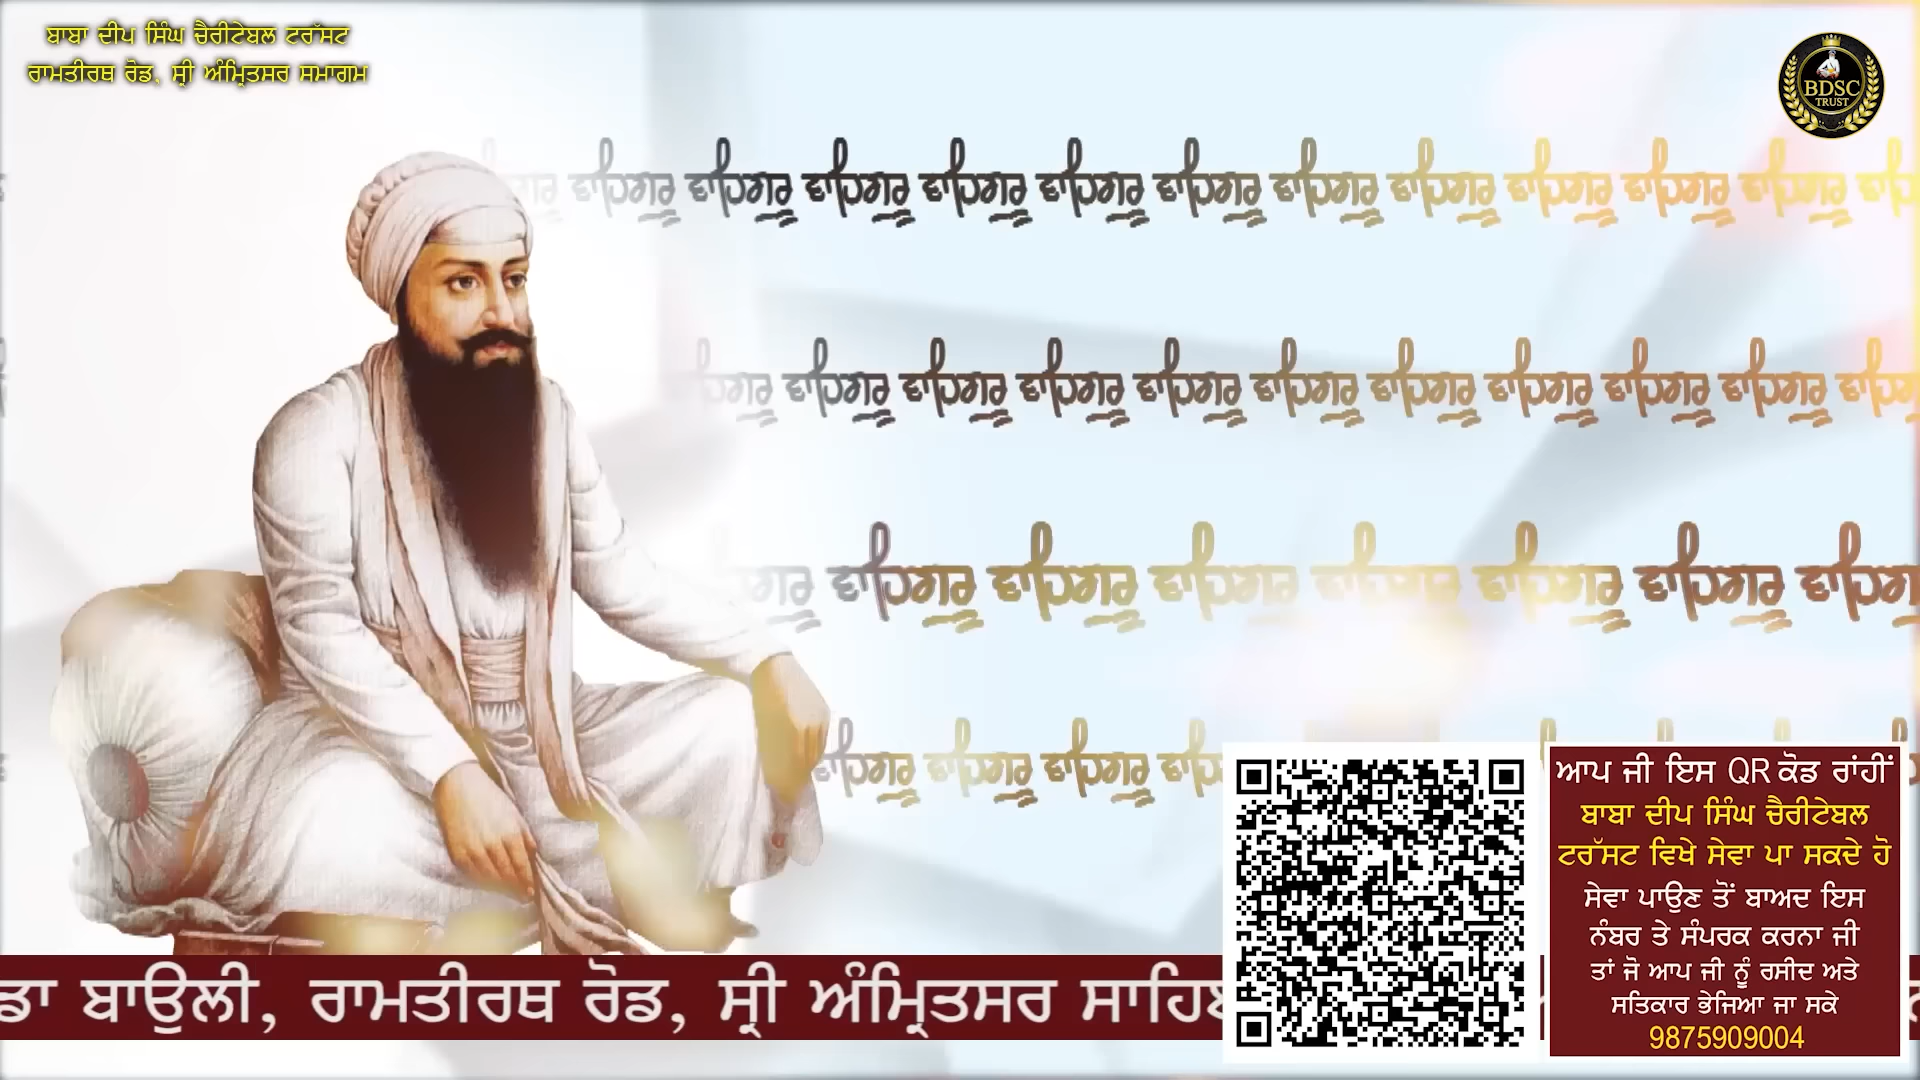 ਬਾਬਾ ਦੀਪ ਸਿੰਘ ਚੈਰੀਟੇਬਲ ਟਰੱਸਟ
ਰਾਮਤੀਰਥ ਰੋਡ, ਸ੍ਰੀ ਅੰਮ੍ਰਿਤਸਰ ਸਮਾਗਮ
BDSC
TRUST
ਵਾਹਿਗੁਰੂ ਵਾਹਿਗੁਰੂ ਵਾਹਿਗੁਰੂ ਵਾਹਿਗੁਰੂ ਵਾਹਿਗੁਰੂ ਵਾਹਿਗੁਰੂ ਵਾਹਿਗੁਰੂ ਵਾਹਿਗੁਰੂ ਵਾਹਿਗੁਰੂ ਵਾਹਿਗੁਰੂ ਵਾਹਿਗੁਰੂ
ਵਾਹਿਗੁਰੂ ਵਾਹਿਗੁਰੂ ਵਾਹਿਗੁਰੂ ਵਾਹਿਗੁਰੂ ਵਾਹਿਗੁਰੂ ਵਾਹਿਗੁਰੂ ਵਾਹਿਗੁਰੂ ਵਾਹਿਗੁਰੂ ਵਾਹਿਗੁਰੂ
ਵਾਹਿਗੁਰੂ ਵਾਹਿਗੁਰੂ ਵਾਹਿਗੁਰੂ ਵਾਹਿਗੁਰੂ ਵਾਹਿਗੁਰੂ ਵਾਹਿਗੁਰੂ
ਵਾਹਿਗੁਰੂ ਵਾਹਿਗੁਰੂ ਵਾਹਿਗੁਰੂ
ਆਪ ਜੀ ਇਸ QR ਕੋਡ ਰਾਂਹੀਂ
ਬਾਬਾ ਦੀਪ ਸਿੰਘ ਚੈਰੀਟੇਬਲ
ਟਰੱਸਟ ਵਿਖੇ ਸੇਵਾ ਪਾ ਸਕਦੇ ਹੋ
ਸੇਵਾ ਪਾਉਣ ਤੋਂ ਬਾਅਦ ਇਸ
ਨੰਬਰ ਤੇ ਸੰਪਰਕ ਕਰਨਾ ਜੀ
ਤਾਂ ਜੋ ਆਪ ਜੀ ਨੂੰ ਰਸੀਦ ਅਤੇ
ਸਤਿਕਾਰ ਭੇਜਿਆ ਜਾ ਸਕੇ
9875909004
ਬਾਉਲੀ, ਰਾਮਤੀਰਥ ਰੋਡ, ਸ੍ਰੀ ਅੰਮ੍ਰਿਤਸਰ ਸਾਹਿਬ